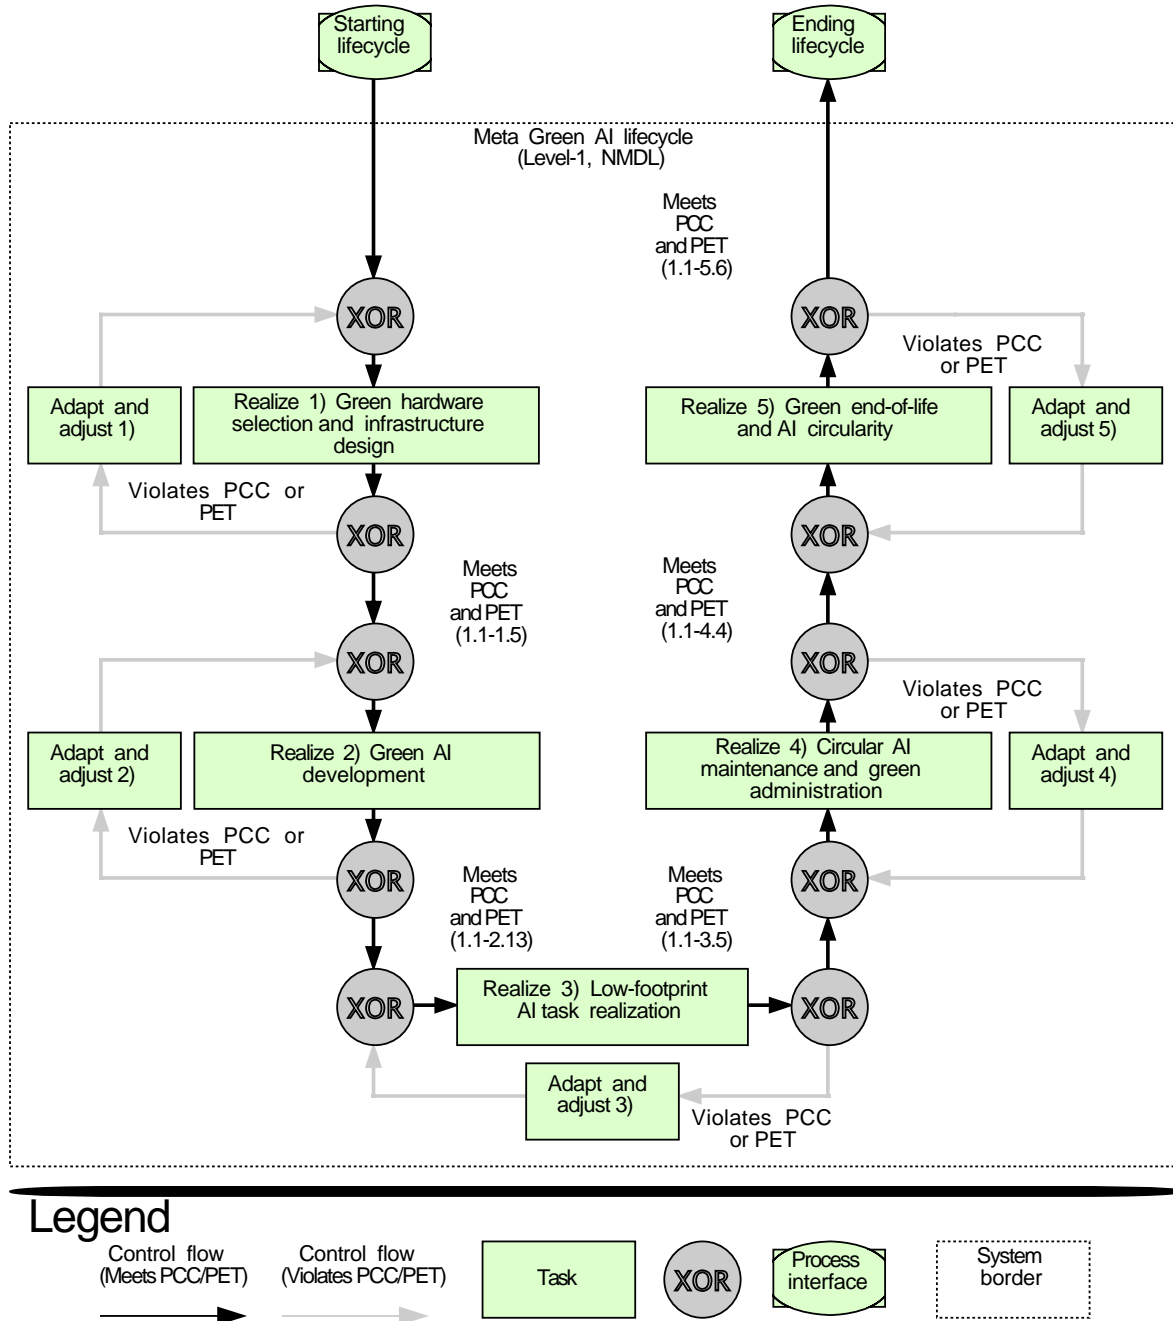 Starting
lifecycle
Ending
lifecycle
Meta Green AI lifecycle
(Level-1, NMDL)
Meets
PCC
and PET
(1.1-5.6)
XOR
XOR
Violates PCC
or PET
Adapt and
adjust 1)
Realize 1) Green hardware
selection and infrastructure
design
Realize 5) Green end-of-life
and AI circularity
Adapt and
adjust 5)
Violates PCC or
PET
XOR
XOR
Meets
PCC
and PET
(1.1-1.5)
Meets
PCC
and PET
(1.1-4.4)
XOR
XOR
Violates PCC
or PET
Adapt and
adjust 2)
Realize 2) Green AI
development
Realize 4) Circular AI
maintenance and green
administration
Adapt and
adjust 4)
Violates PCC or
PET
XOR
XOR
Meets
PCC
and PET
(1.1-2.13)
Meets
PCC
and PET
(1.1-3.5)
XOR
Realize 3) Low-footprint
AI task realization
XOR
Adapt and
adjust 3)
Violates PCC
or PET
Legend
Control flow
(Meets PCC/PET)
Control flow
(Violates PCC/PET)
Task
XOR
Process
interface
System
border